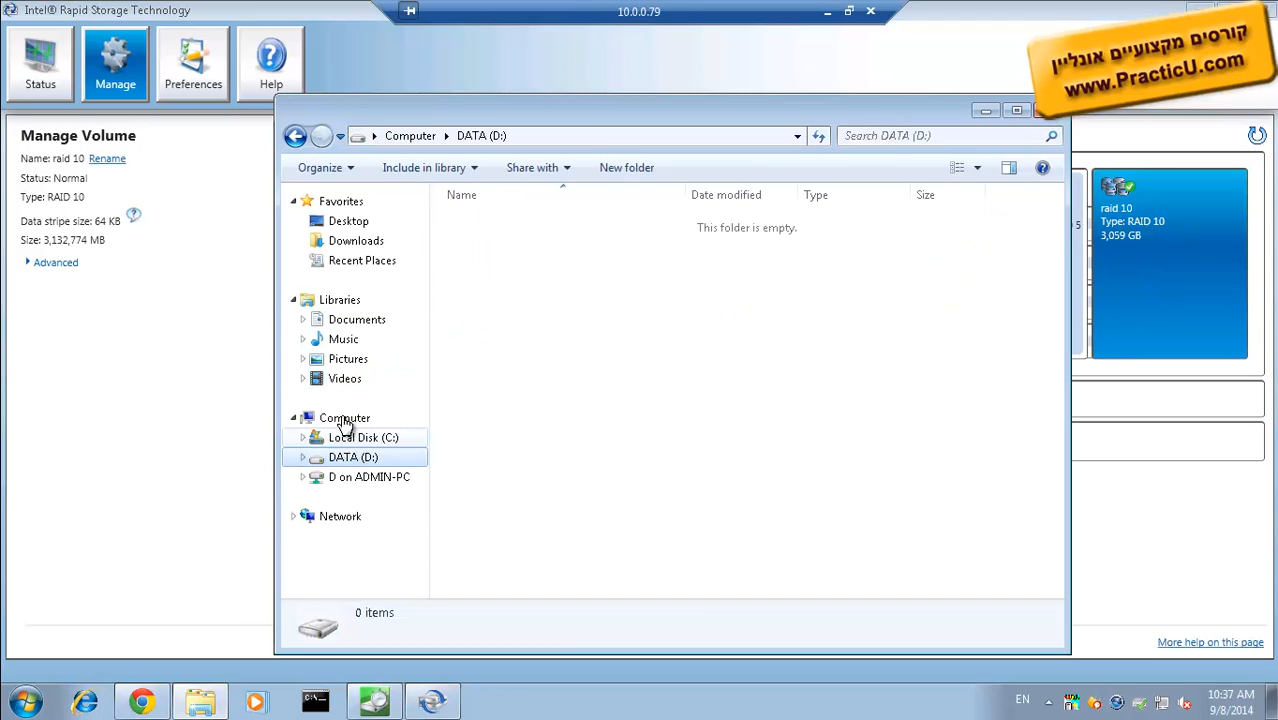 Intel® Rapid Storage Technology
10.0.0.79
קורסים מקצועיים אונליין
www.PracticU.com
Status
Manage
Preferences
Help
Manage Volume
Name: raid 10 Rename
Status: Normal
Type: RAID 10
Data stripe size: 64 KB
Size: 3,132,774 MB
Advanced
Computer
DATA (D:)
Search DATA (D:)
Organize
Include in library
Share with
New folder
Name
Date modified
Type
Size
This folder is empty.
Favorites
Desktop
Downloads
Recent Places
Libraries
Documents
Music
Pictures
Videos
Computer
Local Disk (C:)
DATA (D:)
D on ADMIN-PC
Network
0 items
5
raid 10
Type: RAID 10
3,059 GB
More help on this page
EN
10:37 AM
9/8/2014